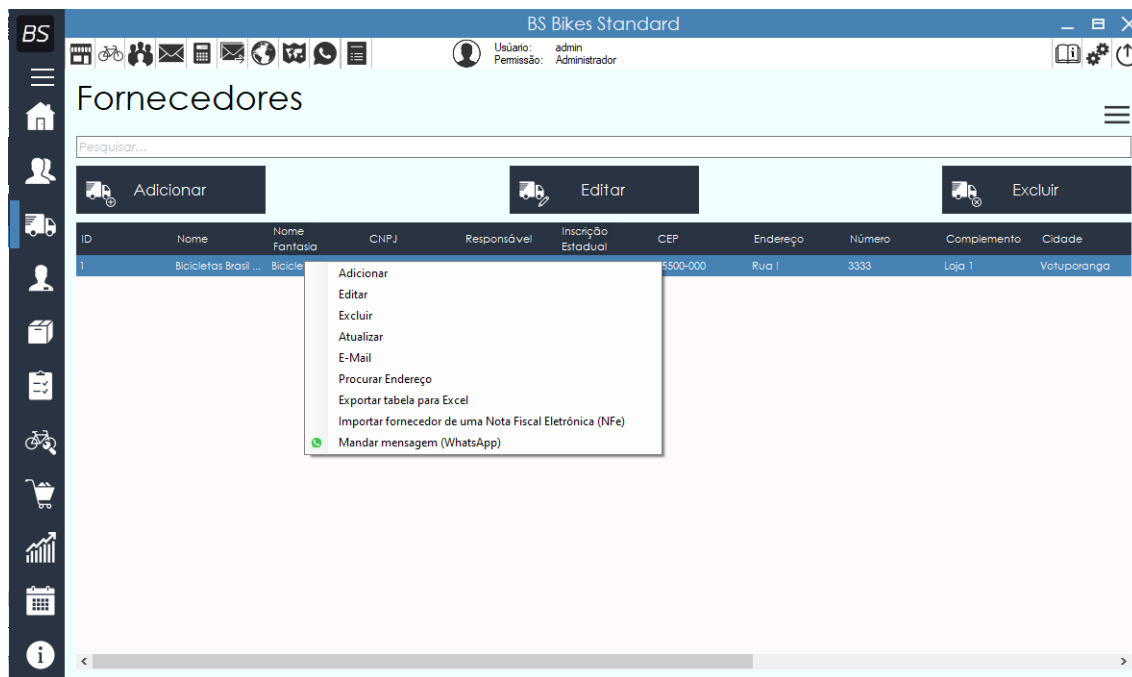 BS
BS Bikes Standard
Usúario: admin
Permissão: Administrador
Fornecedores
Pesquisar...
Adicionar
Editar
Excluir
ID Nome Nome Fantasia CNPJ Responsável Inscrição Estadual CEP Endereço Número Complemento Cidade
1 Bicicletas Brasil ... Bicicle 5500-000 Rua ! 3333 Loja 1 Votuporanga
Adicionar
Editar
Excluir
Atualizar
E-Mail
Procurar Endereço
Exportar tabela para Excel
Importar fornecedor de uma Nota Fiscal Eletrônica (NFe)
Mandar mensagem (WhatsApp)